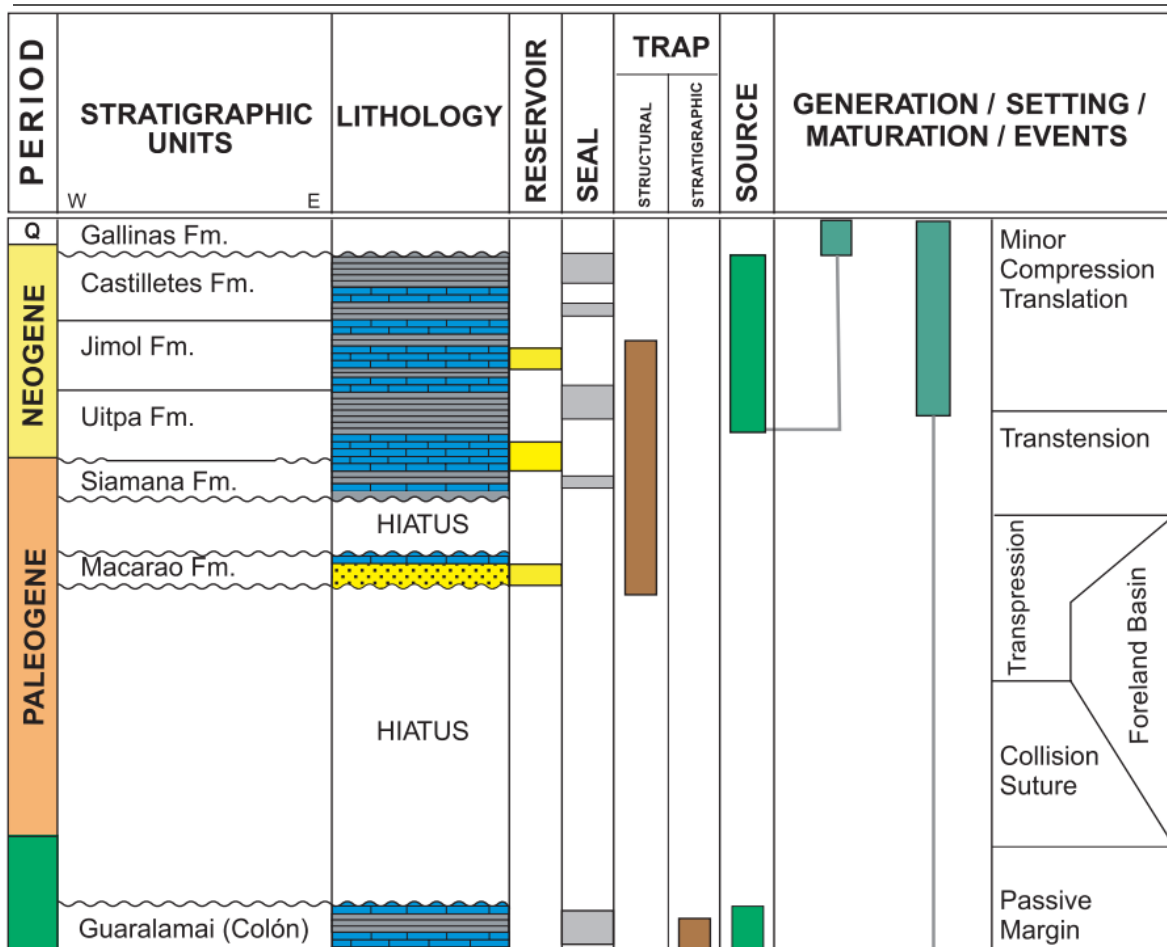 PERIOD
STRATIGRAPHIC
UNITS
W
E
LITHOLOGY
RESERVOIR
SEAL
TRAP
STRUCTURAL
STRATIGRAPHIC
SOURCE
GENERATION / SETTING /
MATURATION / EVENTS
Q
NEOGENE
PALEOGENE
Gallinas Fm.
Castilletes Fm.
Jimol Fm.
Uitpa Fm.
Siamana Fm.
HIATUS
Macarao Fm.
HIATUS
Guaralamai (Colón)
Minor
Compression
Translation
Transtension
Transpression
Foreland Basin
Collision
Suture
Passive
Margin